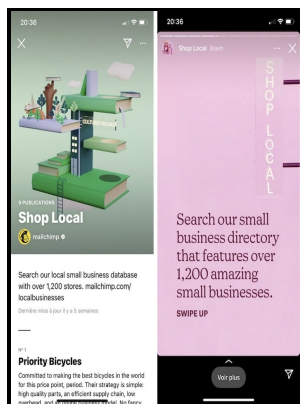 20:36
9 PUBLICATIONS
Shop Local
mailchimp
Search our local small business database
with over 1,200 stores. mailchimp.com/
localbusinesses
Dernière mise à jour il y a 5 semaines
N° 1
Priority Bicycles
Committed to making the best bicycles in the world
for this price point, period. Their strategy is simple:
high quality parts, an efficient supply chain, low
20:36
Shop Local
SHOP LOCAL
Search our small
business directory
that features over
1,200 amazing
small businesses.
SWIPE UP
Voir plus